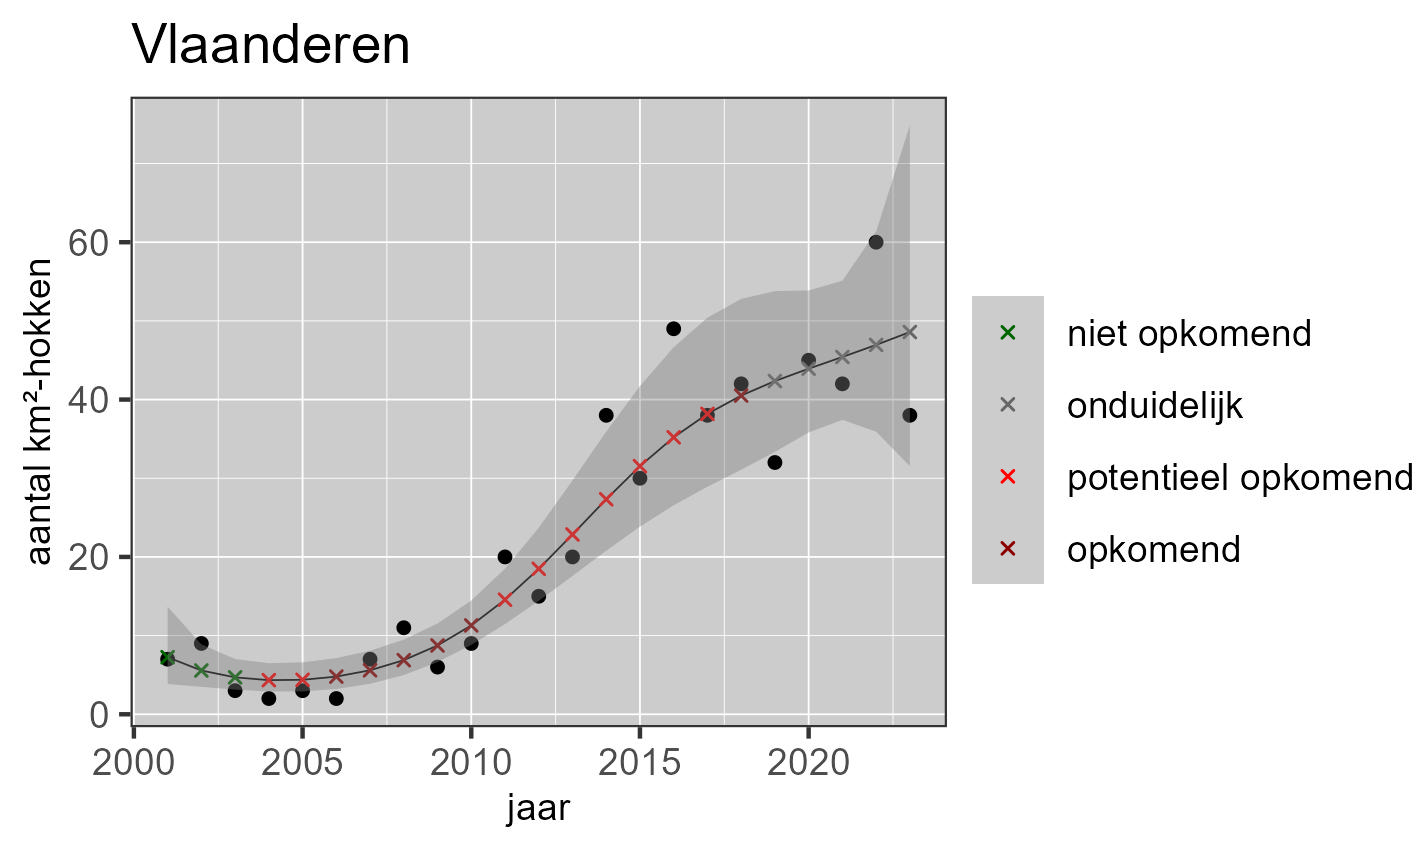 Vlaanderen
60
40
20
0
aantal km²-hokken
2000 2005 2010 2015 2020
jaar
niet opkomend
onduidelijk
potentieel opkomend
opkomend